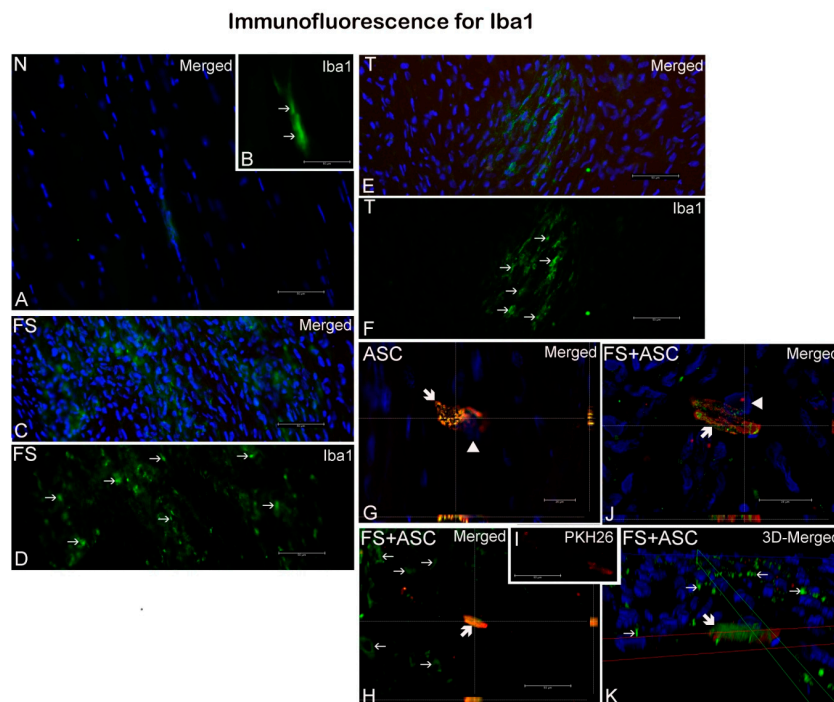 Immunofluorescence for Iba1
N
Merged
Iba1
B
A
FS
Merged
C
FS
Iba1
D
T
Merged
E
T
Iba1
F
ASC
Merged
G
FS+ASC
Merged
J
FS+ASC
Merged
H
I
PKH26
FS+ASC
3D-Merged
K